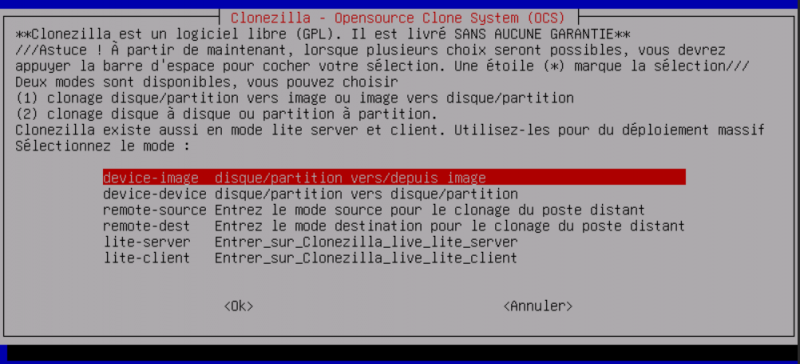 Clonezilla - Opensource Clone System (OCS)
**Clonezilla est un logiciel libre (GPL). Il est livré SANS AUCUNE GARANTIE**
///Astuce ! À partir de maintenant, lorsque plusieurs choix seront possibles, vous devrez
appuyer la barre d'espace pour cocher votre sélection. Une étoile (*) marque la sélection///
Deux modes sont disponibles, vous pouvez choisir
(1) clonage disque/partition vers image ou image vers disque/partition
(2) clonage disque à disque ou partition à partition.
Clonezilla existe aussi en mode lite server et client. Utilisez-les pour du déploiement massif
Sélectionnez le mode :
device-image disque/partition vers/depuis image
device-device disque/partition vers disque/partition
remote-source Entrez le mode source pour le clonage du poste distant
remote-dest Entrez le mode destination pour le clonage du poste distant
lite-server Entrer_sur_Clonezilla_live_lite_server
lite-client Entrer_sur_Clonezilla_live_lite_client
<Ok> <Annuler>